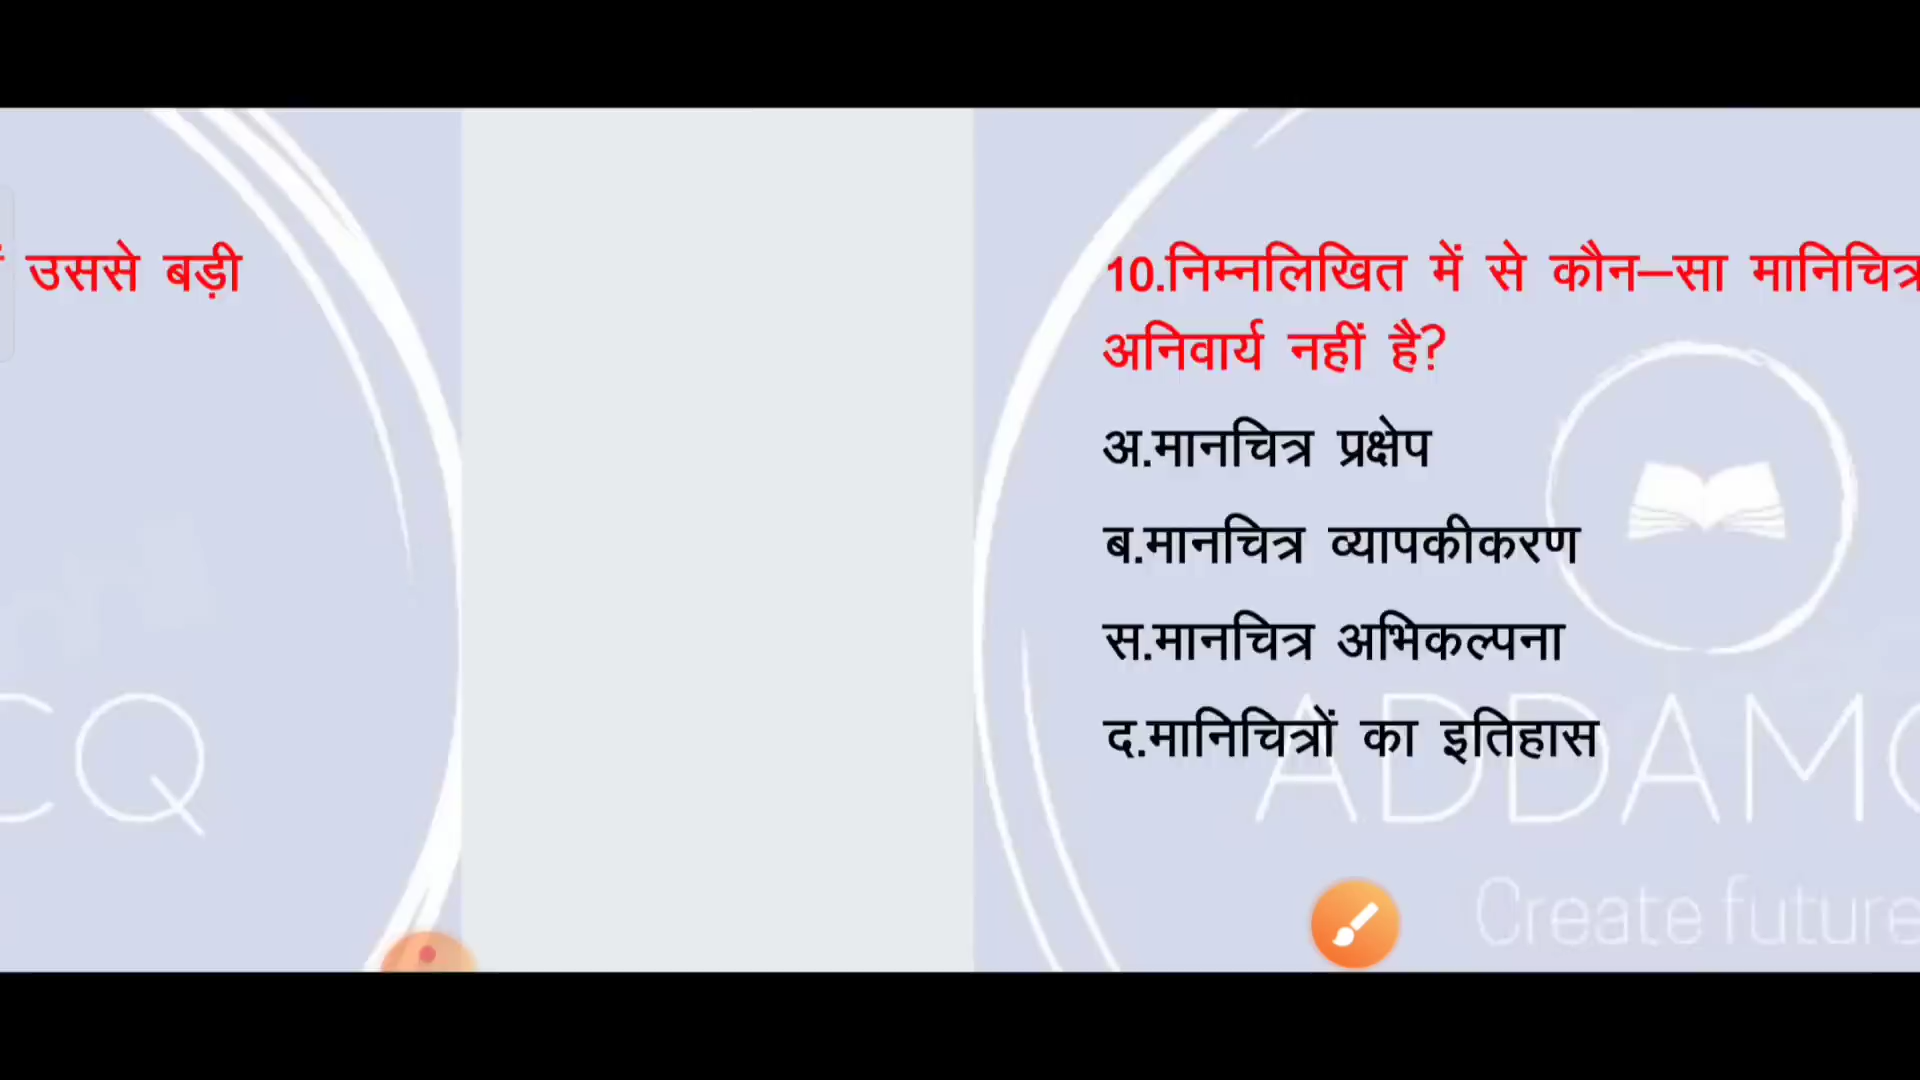 उससे बड़ी
10.निम्नलिखित में से कौन–सा मानिचित्र
अनिवार्य नहीं है?
अ.मानचित्र प्रक्षेप
ब.मानचित्र व्यापकीकरण
स.मानचित्र अभिकल्पना
द.मानिचित्रों का इतिहास
CQ
ADDAMC
Create future